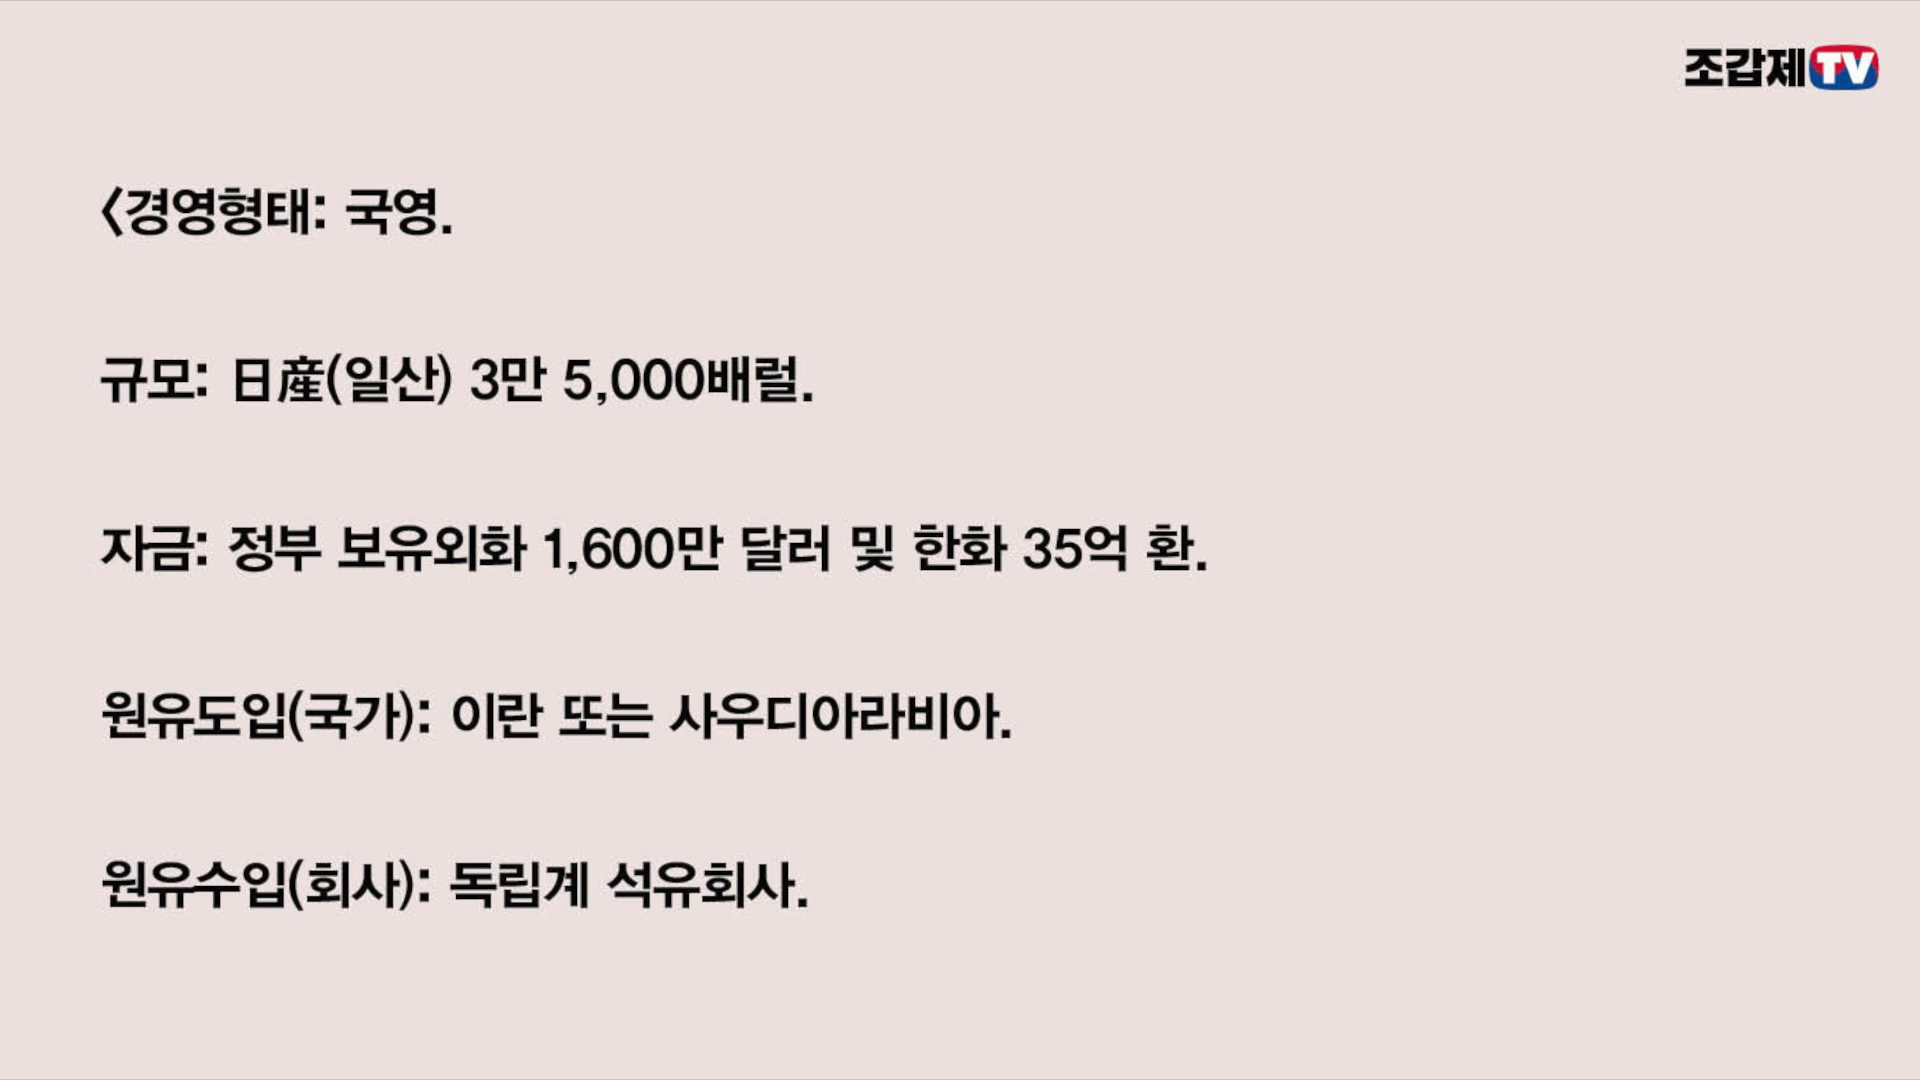 조갑제TV
〈경영형태: 국영.
규모: 日産(일산) 3만 5,000배럴.
자금: 정부 보유외화 1,600만 달러 및 한화 35억 환.
원유도입(국가): 이란 또는 사우디아라비아.
원유수입(회사): 독립계 석유회사.